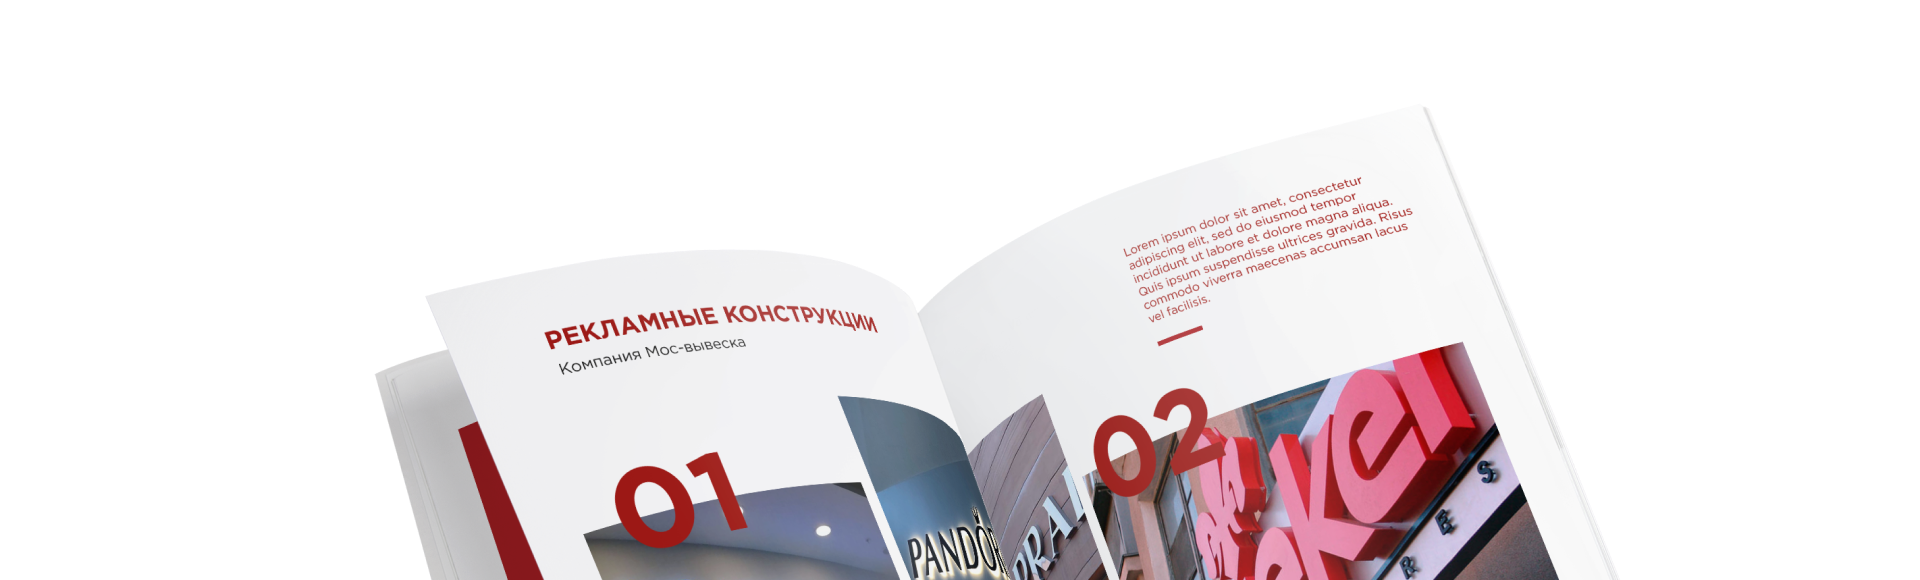 РЕКЛАМНЫЕ КОНСТРУКЦИИ
Компания Мос-вывеска
01
Lorem ipsum dolor sit amet, consectetur
adipiscing elit, sed do eiusmod tempor
incididunt ut labore et dolore magna aliqua.
Quis ipsum suspendisse ultrices gravida. Risus
commodo viverra maecenas accumsan lacus
vel facilisis.
02